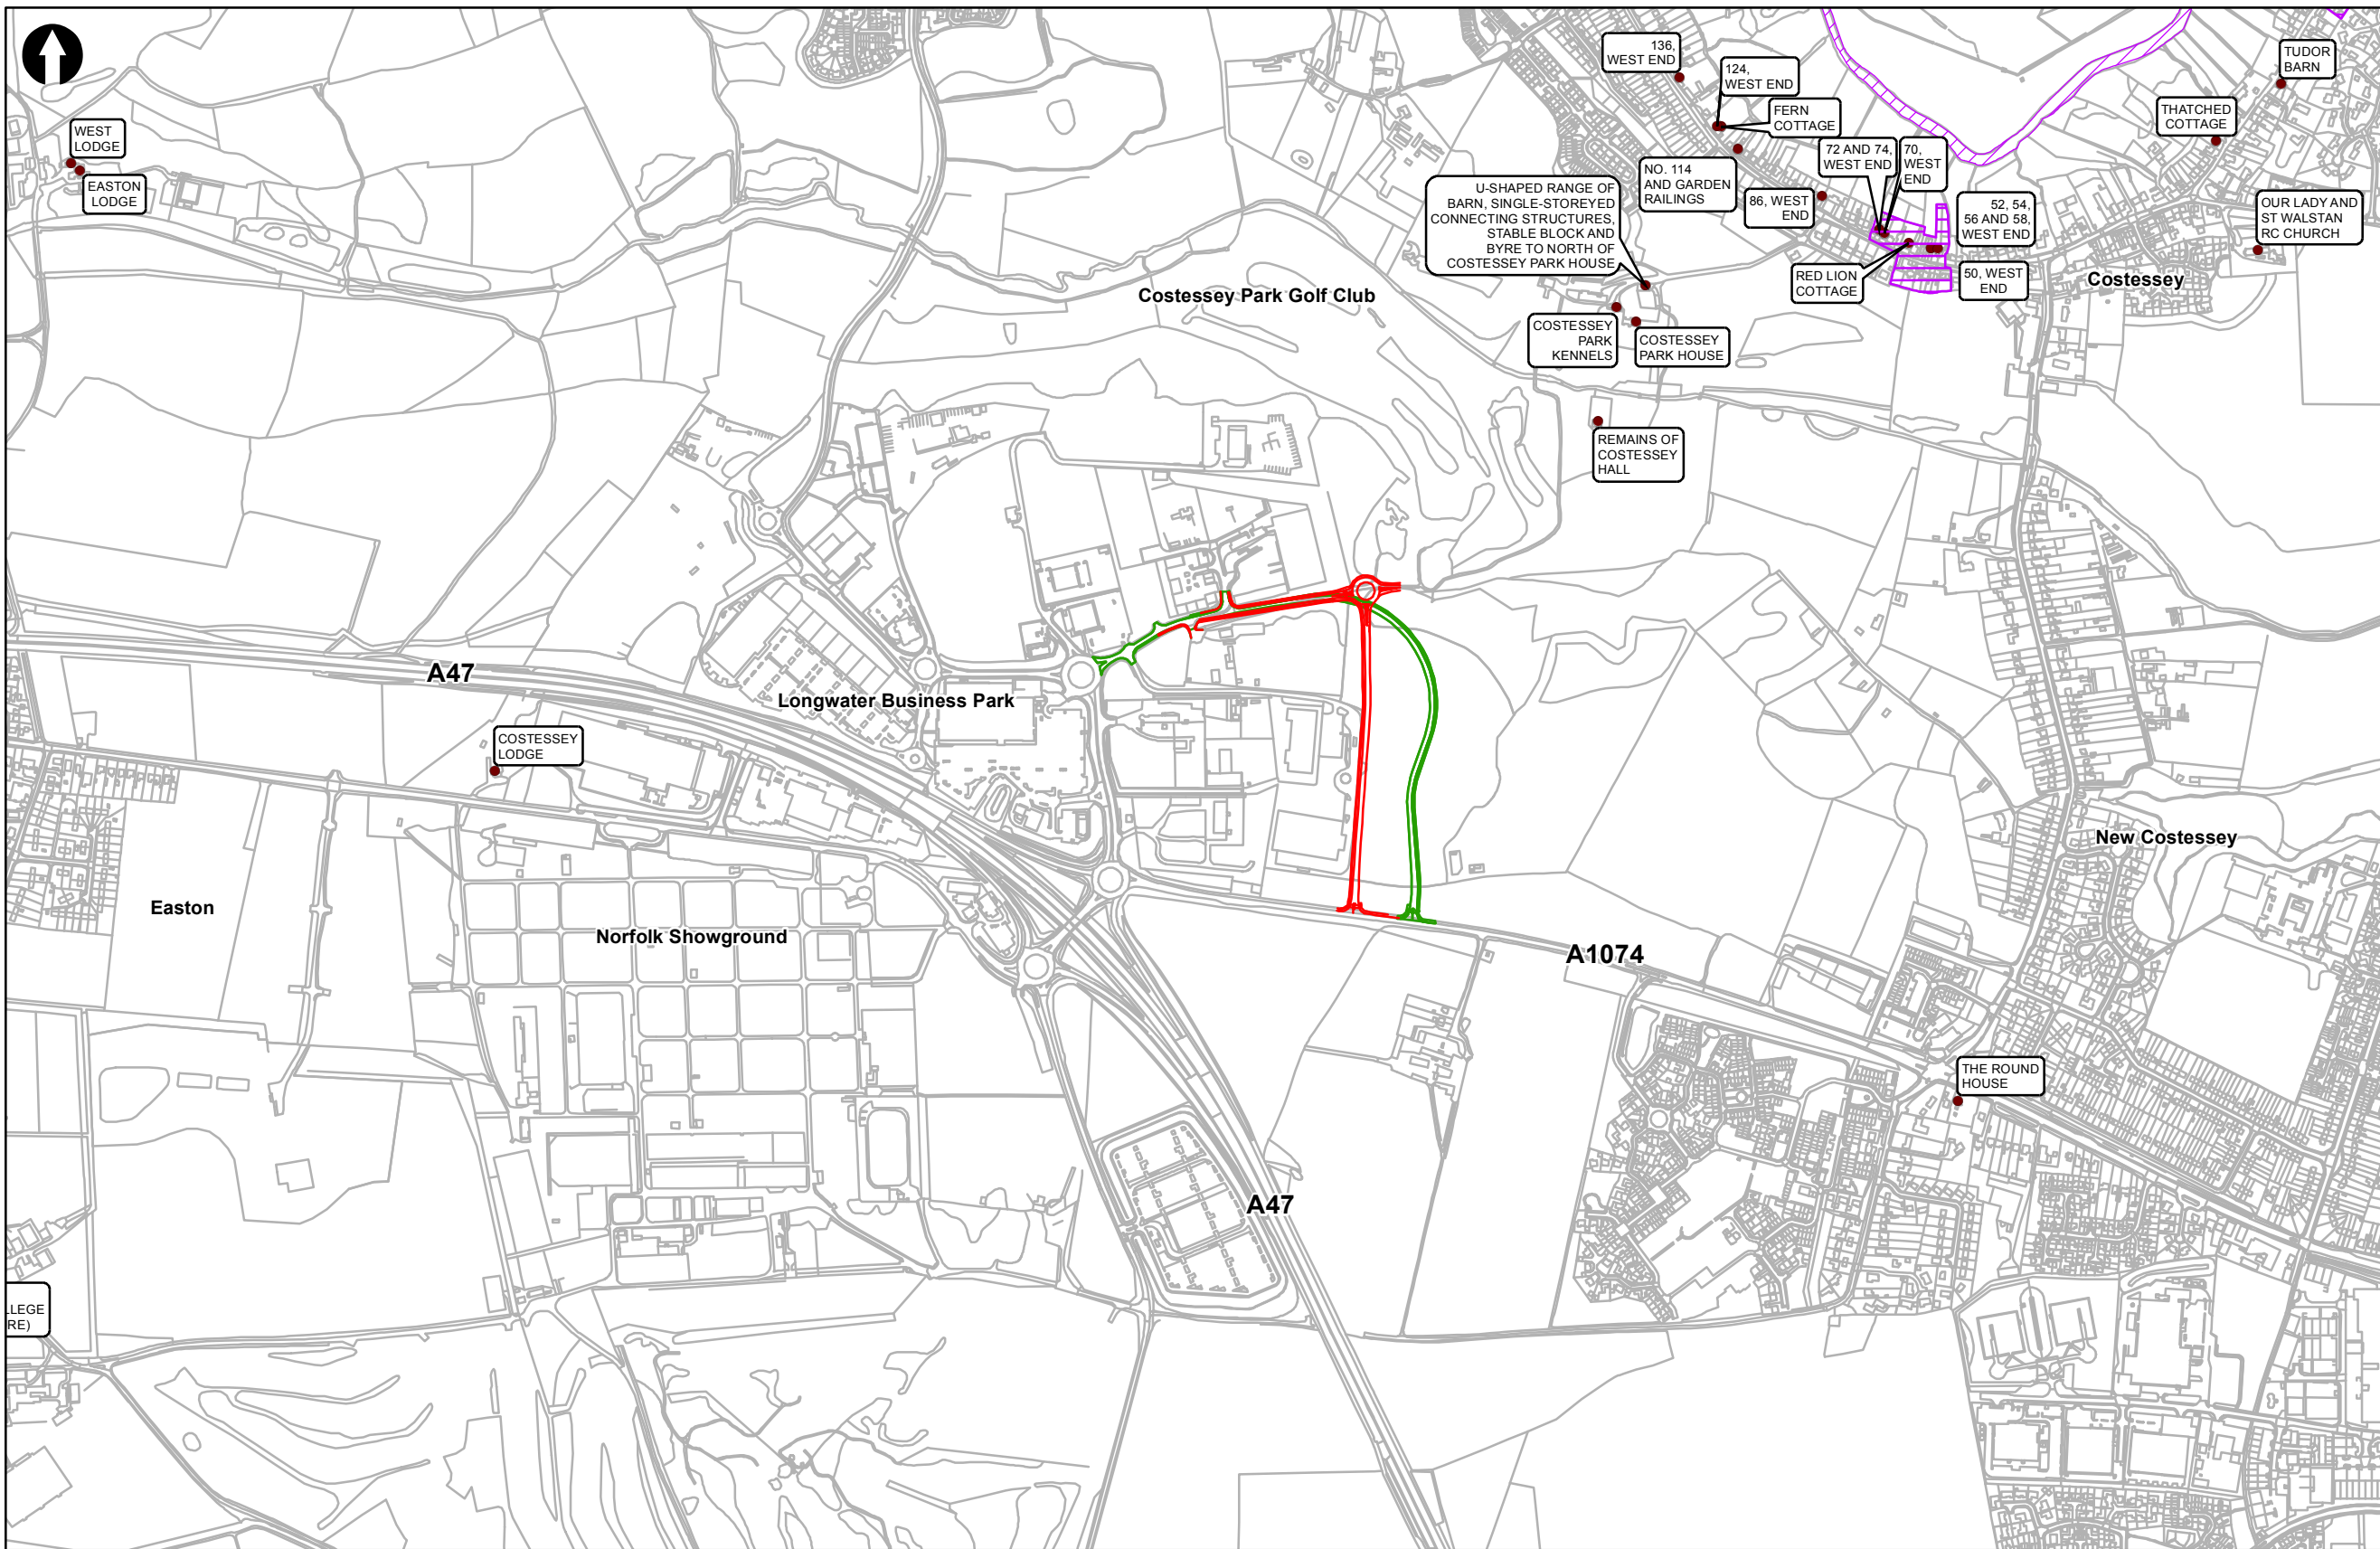 136,
WEST END
124,
WEST END
TUDOR
BARN
FERN
COTTAGE
THATCHED
COTTAGE
WEST
LODGE
EASTON
LODGE
72 AND 74,
WEST END
70,
WEST
END
NO. 114
AND GARDEN
RAILINGS
86, WEST
END
U-SHAPED RANGE OF
BARN, SINGLE-STOREYED
CONNECTING STRUCTURES,
STABLE BLOCK AND
BYRE TO NORTH OF
COSTESSEY PARK HOUSE
52, 54,
56 AND 58,
WEST END
OUR LADY AND
ST WALSTAN
RC CHURCH
RED LION
COTTAGE
50, WEST
END
Costessey
Costessey Park Golf Club
COSTESSEY
PARK
KENNELS
COSTESSEY
PARK HOUSE
REMAINS OF
COSTESSEY
HALL
A47
Longwater Business Park
COSTESSEY
LODGE
New Costessey
Easton
Norfolk Showground
A1074
THE ROUND
HOUSE
A47
LLEGE
RE)